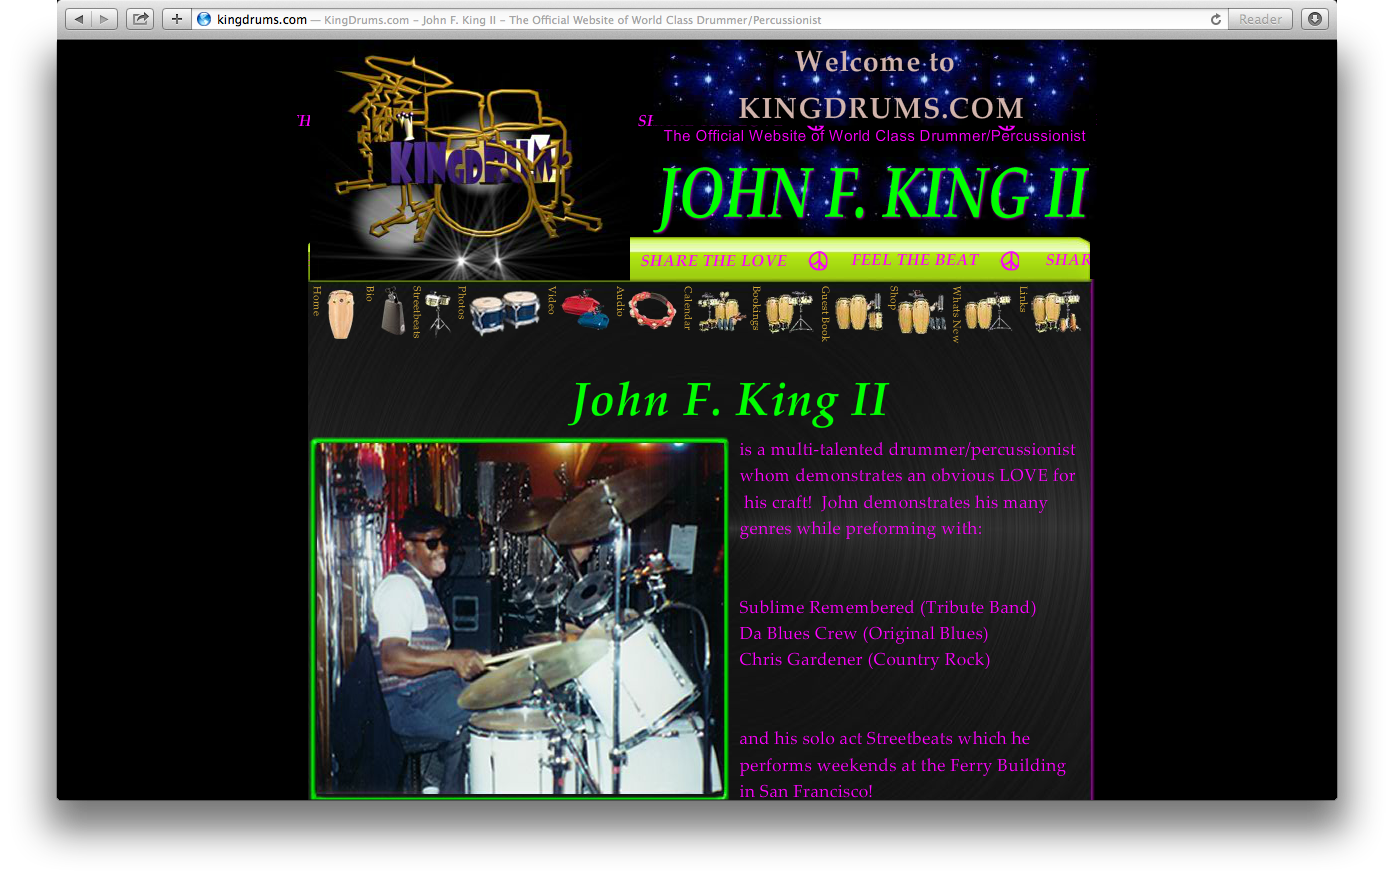 kingdrums.com — KingDrums.com – John F. King II – The Official Website of World Class Drummer/Percussionist
Reader
Welcome to
KINGDRUMS.COM
The Official Website of World Class Drummer/Percussionist
JOHN F. KING II
KINGDRUM
SHARE THE LOVE FEEL THE BEAT SHAR
Home
Bio
Streetbeats
Photos
Video
Audio
Calendar
Bookings
Guest Book
Shop
Whats New
Links
John F. King II
is a multi-talented drummer/percussionist
whom demonstrates an obvious LOVE for
his craft! John demonstrates his many
genres while preforming with:
Sublime Remembered (Tribute Band)
Da Blues Crew (Original Blues)
Chris Gardener (Country Rock)
and his solo act Streetbeats which he
performs weekends at the Ferry Building
in San Francisco!